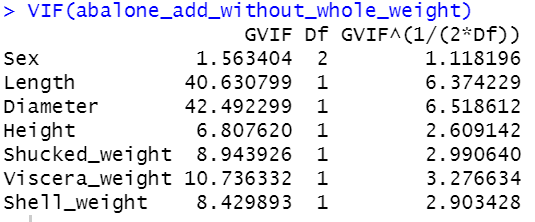 > VIF(abalone_add_without_whole_weight)
GVIF Df GVIF^(1/(2*Df))
Sex 1.563404 2 1.118196
Length 40.630799 1 6.374229
Diameter 42.492299 1 6.518612
Height 6.807620 1 2.609142
Shucked_weight 8.943926 1 2.990640
Viscera_weight 10.736332 1 3.276634
Shell_weight 8.429893 1 2.903428